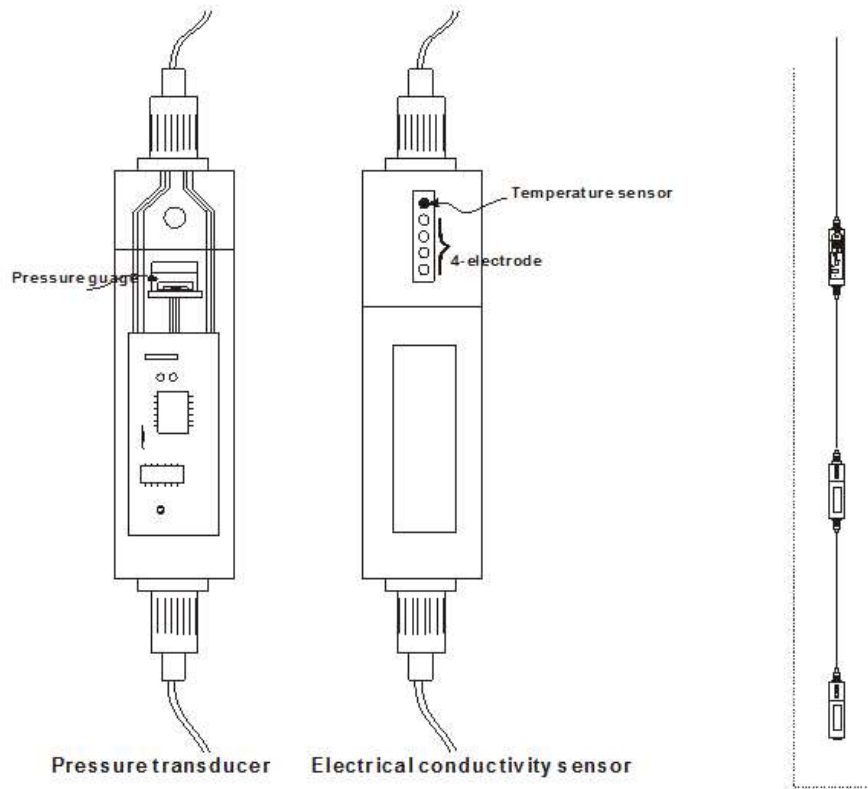 Temperature sensor
4-electrode
Pressure guage
Pressure transducer
Electrical conductivity sensor